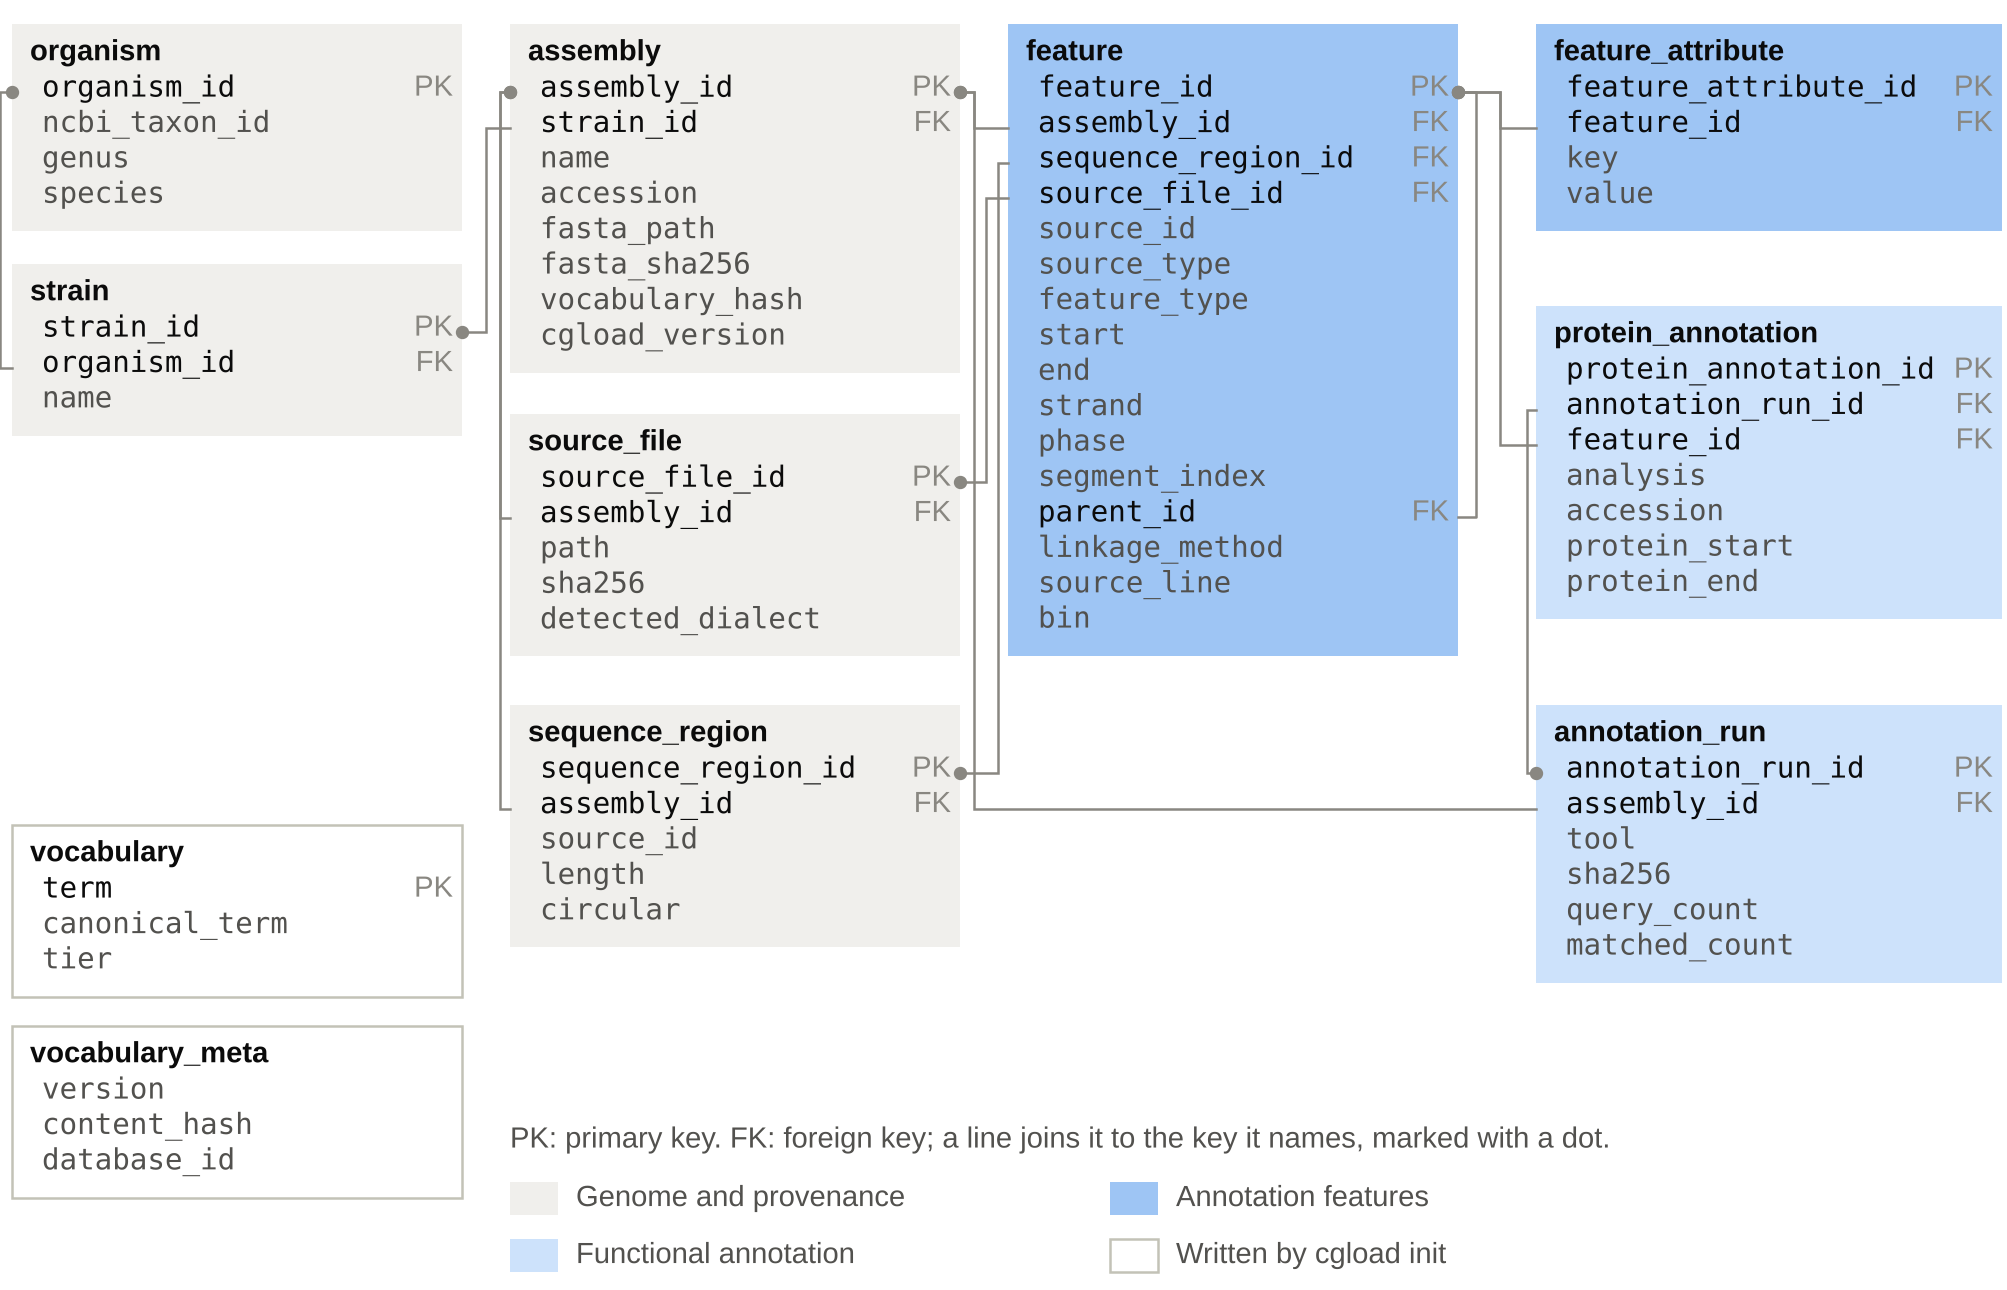 organism
organism_id PK
ncbi_taxon_id
genus
species
strain
strain_id PK
organism_id FK
name
vocabulary
term PK
canonical_term
tier
vocabulary_meta
version
content_hash
database_id
assembly
assembly_id PK
strain_id FK
name
accession
fasta_path
fasta_sha256
vocabulary_hash
cgload_version
source_file
source_file_id PK
assembly_id FK
path
sha256
detected_dialect
sequence_region
sequence_region_id PK
assembly_id FK
source_id
length
circular
feature
feature_id PK
assembly_id FK
sequence_region_id FK
source_file_id FK
source_id
source_type
feature_type
start
end
strand
phase
segment_index
parent_id FK
linkage_method
source_line
bin
feature_attribute
feature_attribute_id PK
feature_id FK
key
value
protein_annotation
protein_annotation_id PK
annotation_run_id FK
feature_id FK
analysis
accession
protein_start
protein_end
annotation_run
annotation_run_id PK
assembly_id FK
tool
sha256
query_count
matched_count
PK: primary key. FK: foreign key; a line joins it to the key it names, marked with a dot.
Genome and provenance
Annotation features
Functional annotation
Written by cgload init